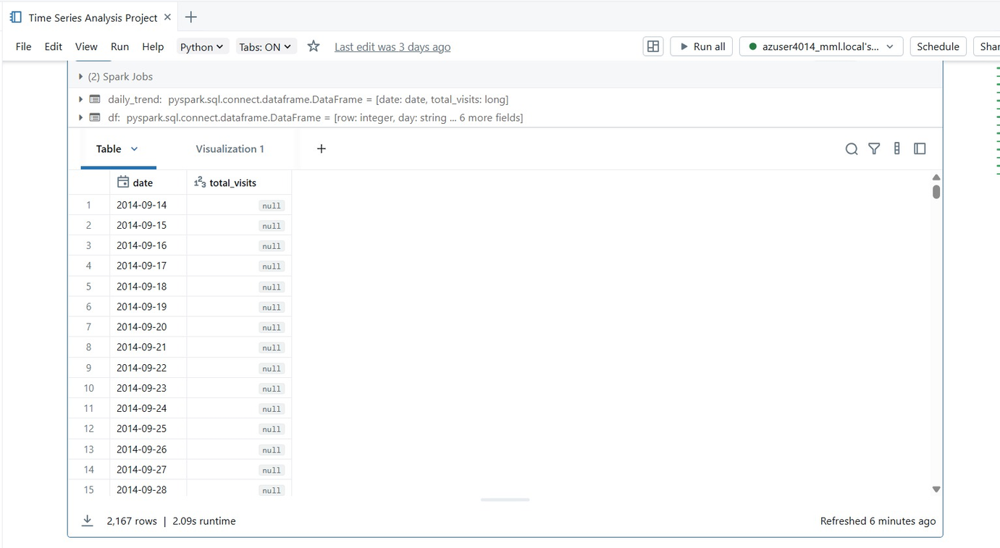 Time Series Analysis Project
File Edit View Run Help Python Tabs: ON Last edit was 3 days ago Run all azuser4014_mml.local's... Schedule
(2) Spark Jobs
daily_trend: pyspark.sql.connect.dataframe.DataFrame = [date: date, total_visits: long]
df: pyspark.sql.connect.dataframe.DataFrame = [row: integer, day: string ... 6 more fields]
Table Visualization 1
date total_visits
1 2014-09-14 null
2 2014-09-15 null
3 2014-09-16 null
4 2014-09-17 null
5 2014-09-18 null
6 2014-09-19 null
7 2014-09-20 null
8 2014-09-21 null
9 2014-09-22 null
10 2014-09-23 null
11 2014-09-24 null
12 2014-09-25 null
13 2014-09-26 null
14 2014-09-27 null
15 2014-09-28 null
2,167 rows | 2.09s runtime Refreshed 6 minutes ago